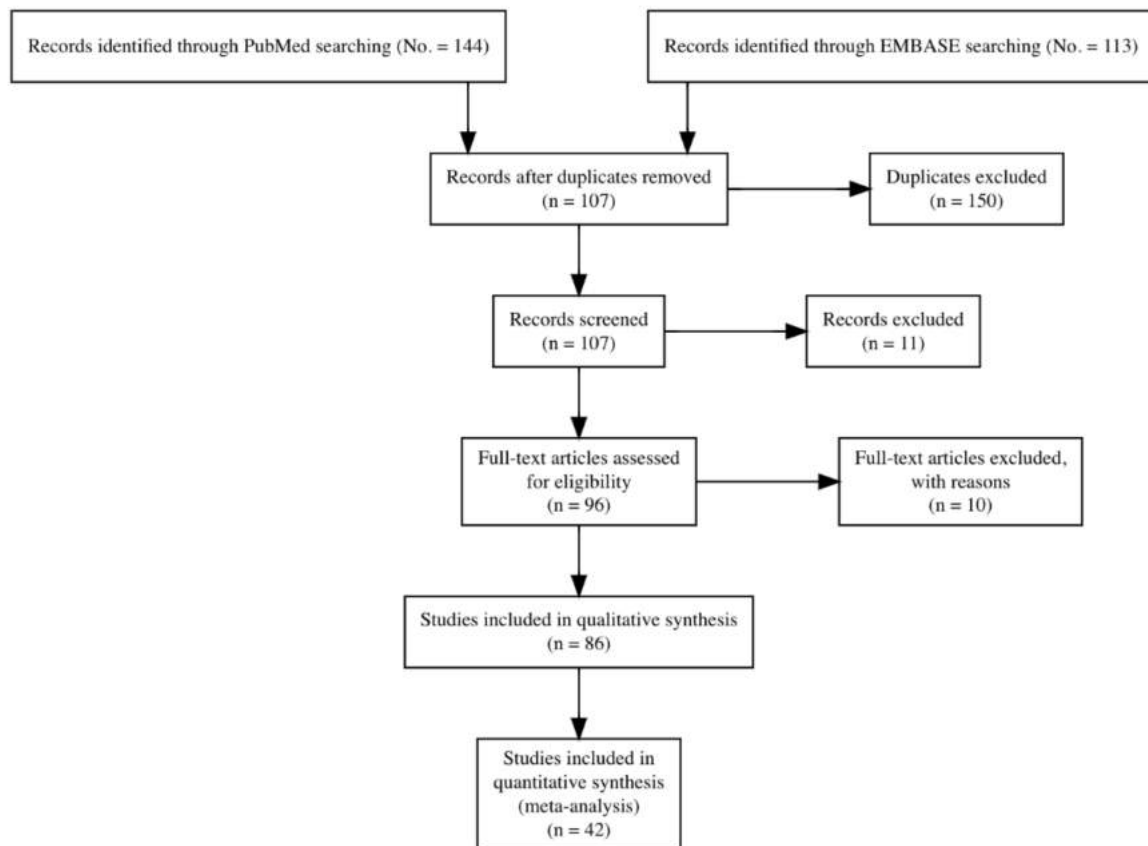 Records identified through PubMed searching (No. = 144)
Records identified through EMBASE searching (No. = 113)
Records after duplicates removed
(n = 107)
Duplicates excluded
(n = 150)
Records screened
(n = 107)
Records excluded
(n = 11)
Full-text articles assessed
for eligibility
(n = 96)
Full-text articles excluded,
with reasons
(n = 10)
Studies included in qualitative synthesis
(n = 86)
Studies included in
quantitative synthesis
(meta-analysis)
(n = 42)